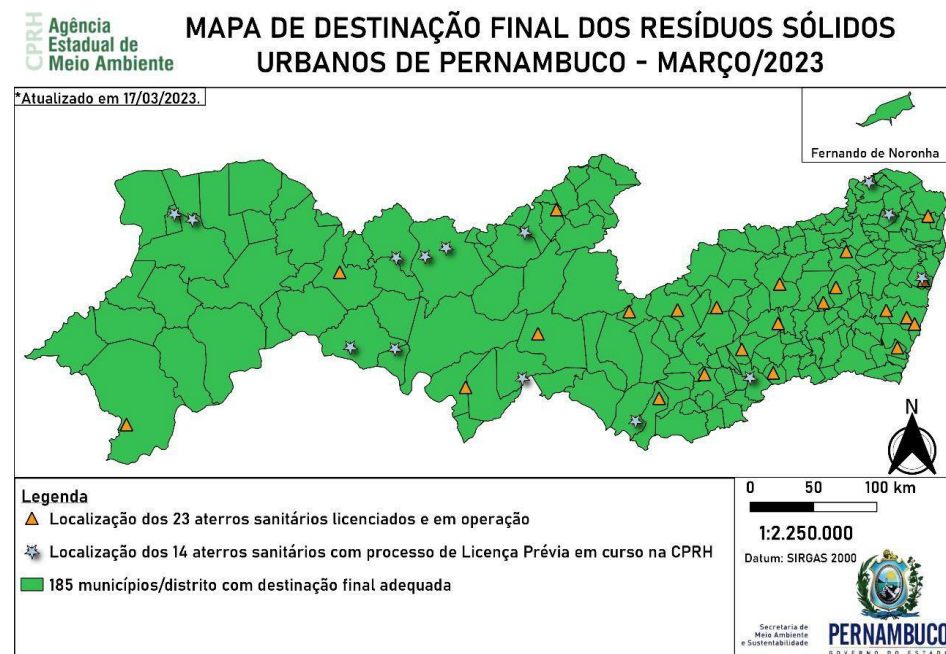 CPRH
Agência
Estadual de
Meio Ambiente
MAPA DE DESTINAÇÃO FINAL DOS RESÍDUOS SÓLIDOS
URBANOS DE PERNAMBUCO - MARÇO/2023
*Atualizado em 17/03/2023.
Fernando de Noronha
N
Legenda
Localização dos 23 aterros sanitários licenciados e em operação
Localização dos 14 aterros sanitários com processo de Licença Prévia em curso na CPRH
185 municípios/distrito com destinação final adequada
0 50 100 km
1:2.250.000
Datum: SIRGAS 2000
Secretaria de
Meio Ambiente
e Sustentabilidade
PERNAMBUCO
GOVERNO DO ESTADO